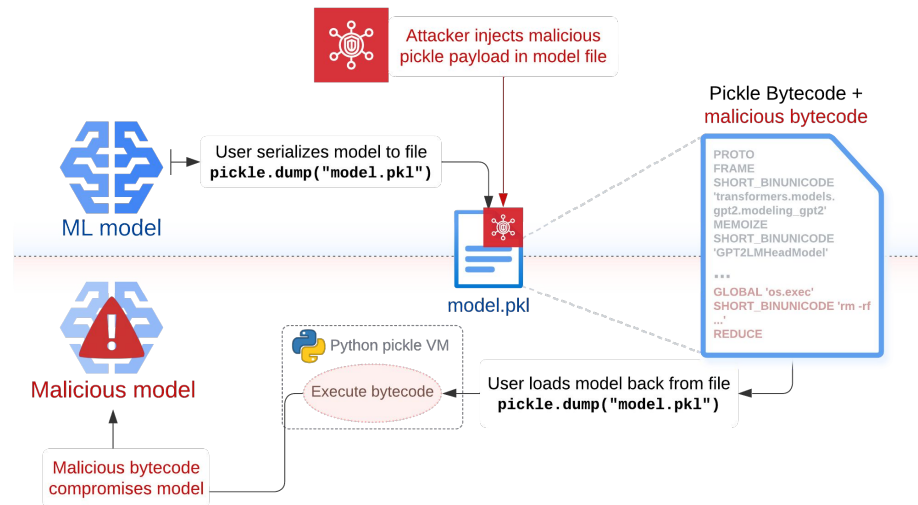 Attacker injects malicious
pickle payload in model file
Pickle Bytecode +
malicious bytecode
User serializes model to file
pickle.dump("model.pkl")
ML model
PROTO
FRAME
SHORT_BINUNICODE
'transformers.models.
gpt2.modeling_gpt2'
MEMOIZE
SHORT_BINUNICODE
'GPT2LMHeadModel'
...
GLOBAL 'os.exec'
SHORT_BINUNICODE 'rm -rf
...'
REDUCE
model.pkl
Malicious model
Python pickle VM
Execute bytecode
User loads model back from file
pickle.dump("model.pkl")
Malicious bytecode
compromises model